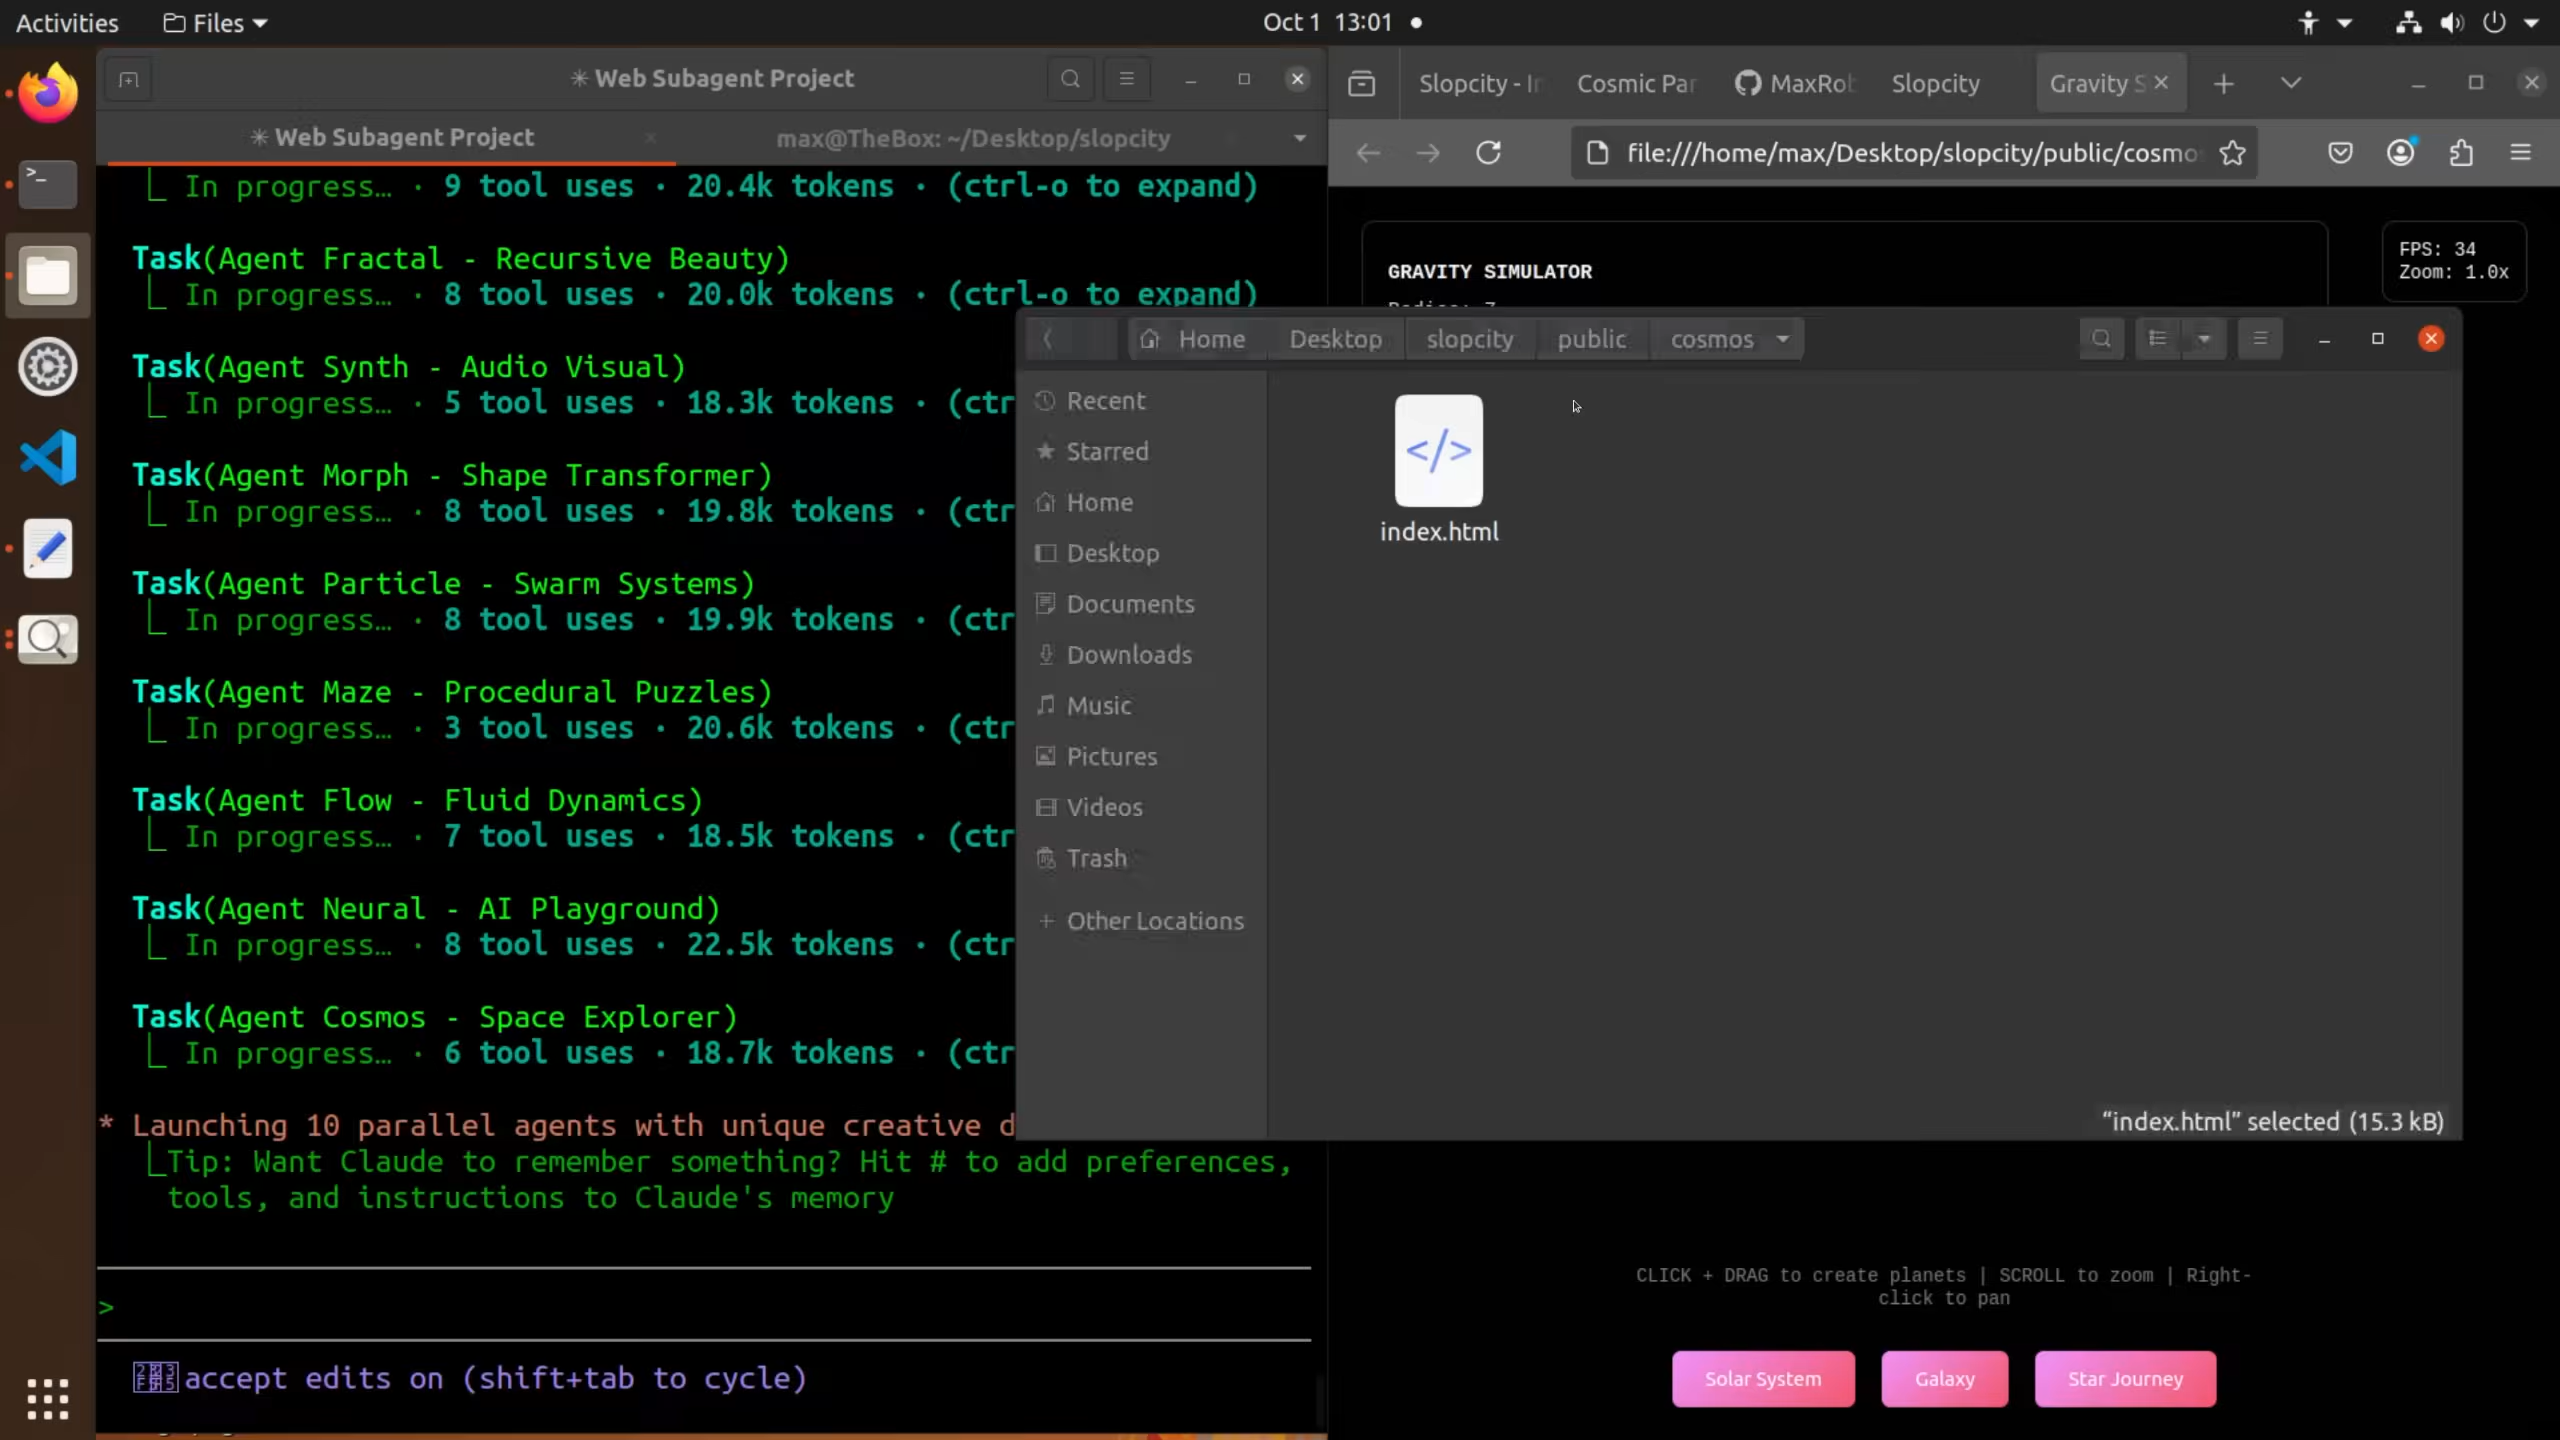 Activities
Files
Oct 1 13:01
Web Subagent Project
Web Subagent Project
max@TheBox: ~/Desktop/slopcity
In progress… · 9 tool uses · 20.4k tokens · (ctrl-o to expand)
Task(Agent Fractal - Recursive Beauty)
In progress… · 8 tool uses · 20.0k tokens · (ctrl-o to expand)
Task(Agent Synth - Audio Visual)
In progress… · 5 tool uses · 18.3k tokens · (ctr
Task(Agent Morph - Shape Transformer)
In progress… · 8 tool uses · 19.8k tokens · (ctr
Task(Agent Particle - Swarm Systems)
In progress… · 8 tool uses · 19.9k tokens · (ctr
Task(Agent Maze - Procedural Puzzles)
In progress… · 3 tool uses · 20.6k tokens · (ctr
Task(Agent Flow - Fluid Dynamics)
In progress… · 7 tool uses · 18.5k tokens · (ctr
Task(Agent Neural - AI Playground)
In progress… · 8 tool uses · 22.5k tokens · (ctr
Task(Agent Cosmos - Space Explorer)
In progress… · 6 tool uses · 18.7k tokens · (ctr
* Launching 10 parallel agents with unique creative d
Tip: Want Claude to remember something? Hit # to add preferences,
tools, and instructions to Claude's memory
>
accept edits on (shift+tab to cycle)
Slopcity - In
Cosmic Par
MaxRob
Slopcity
Gravity S
file:///home/max/Desktop/slopcity/public/cosmo
GRAVITY SIMULATOR
FPS: 34
Zoom: 1.0x
Home
Desktop
slopcity
public
cosmos
Recent
Starred
Home
Desktop
Documents
Downloads
Music
Pictures
Videos
Trash
Other Locations
index.html
“index.html” selected (15.3 kB)
CLICK + DRAG to create planets | SCROLL to zoom | Right-
click to pan
Solar System
Galaxy
Star Journey